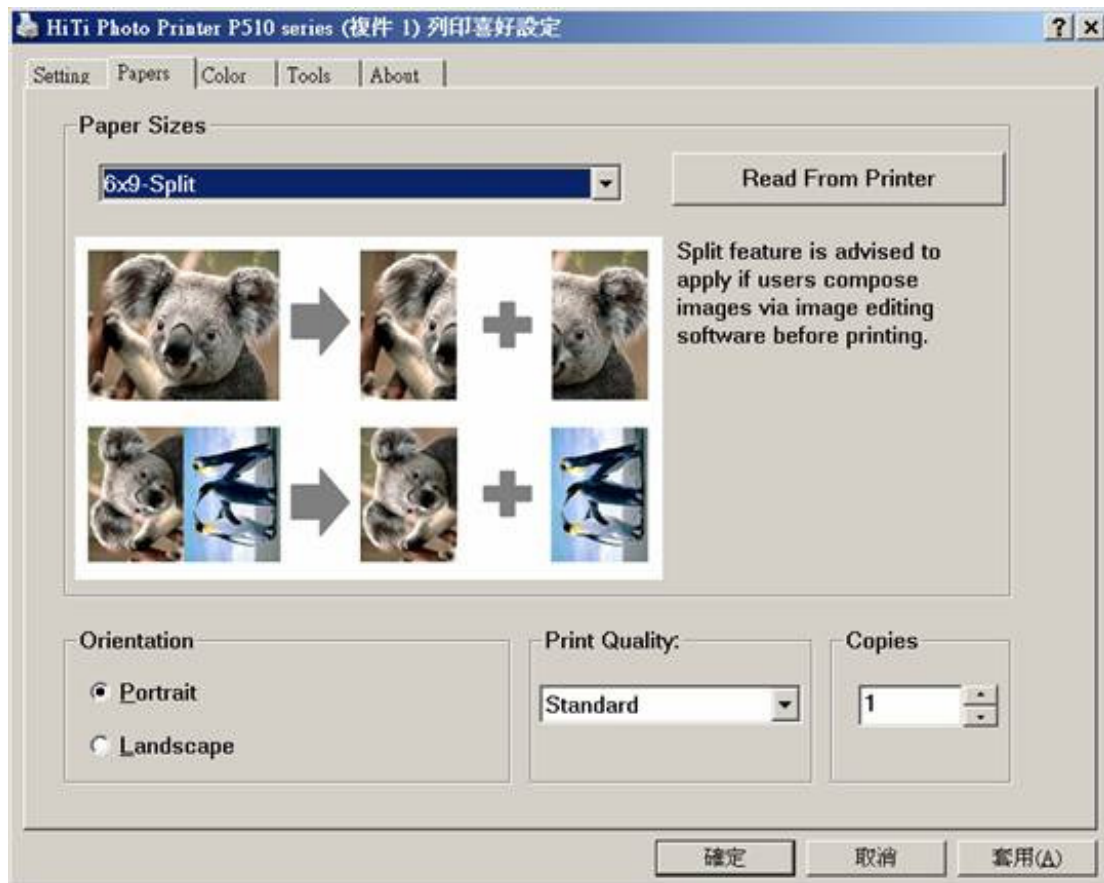 HiTi Photo Printer P510 series (複件 1) 列印喜好設定
Setting Papers Color Tools About
Paper Sizes
6x9-Split
Read From Printer
Split feature is advised to
apply if users compose
images via image editing
software before printing.
Orientation
Portrait
Landscape
Print Quality:
Standard
Copies
1
確定 取消 套用(A)